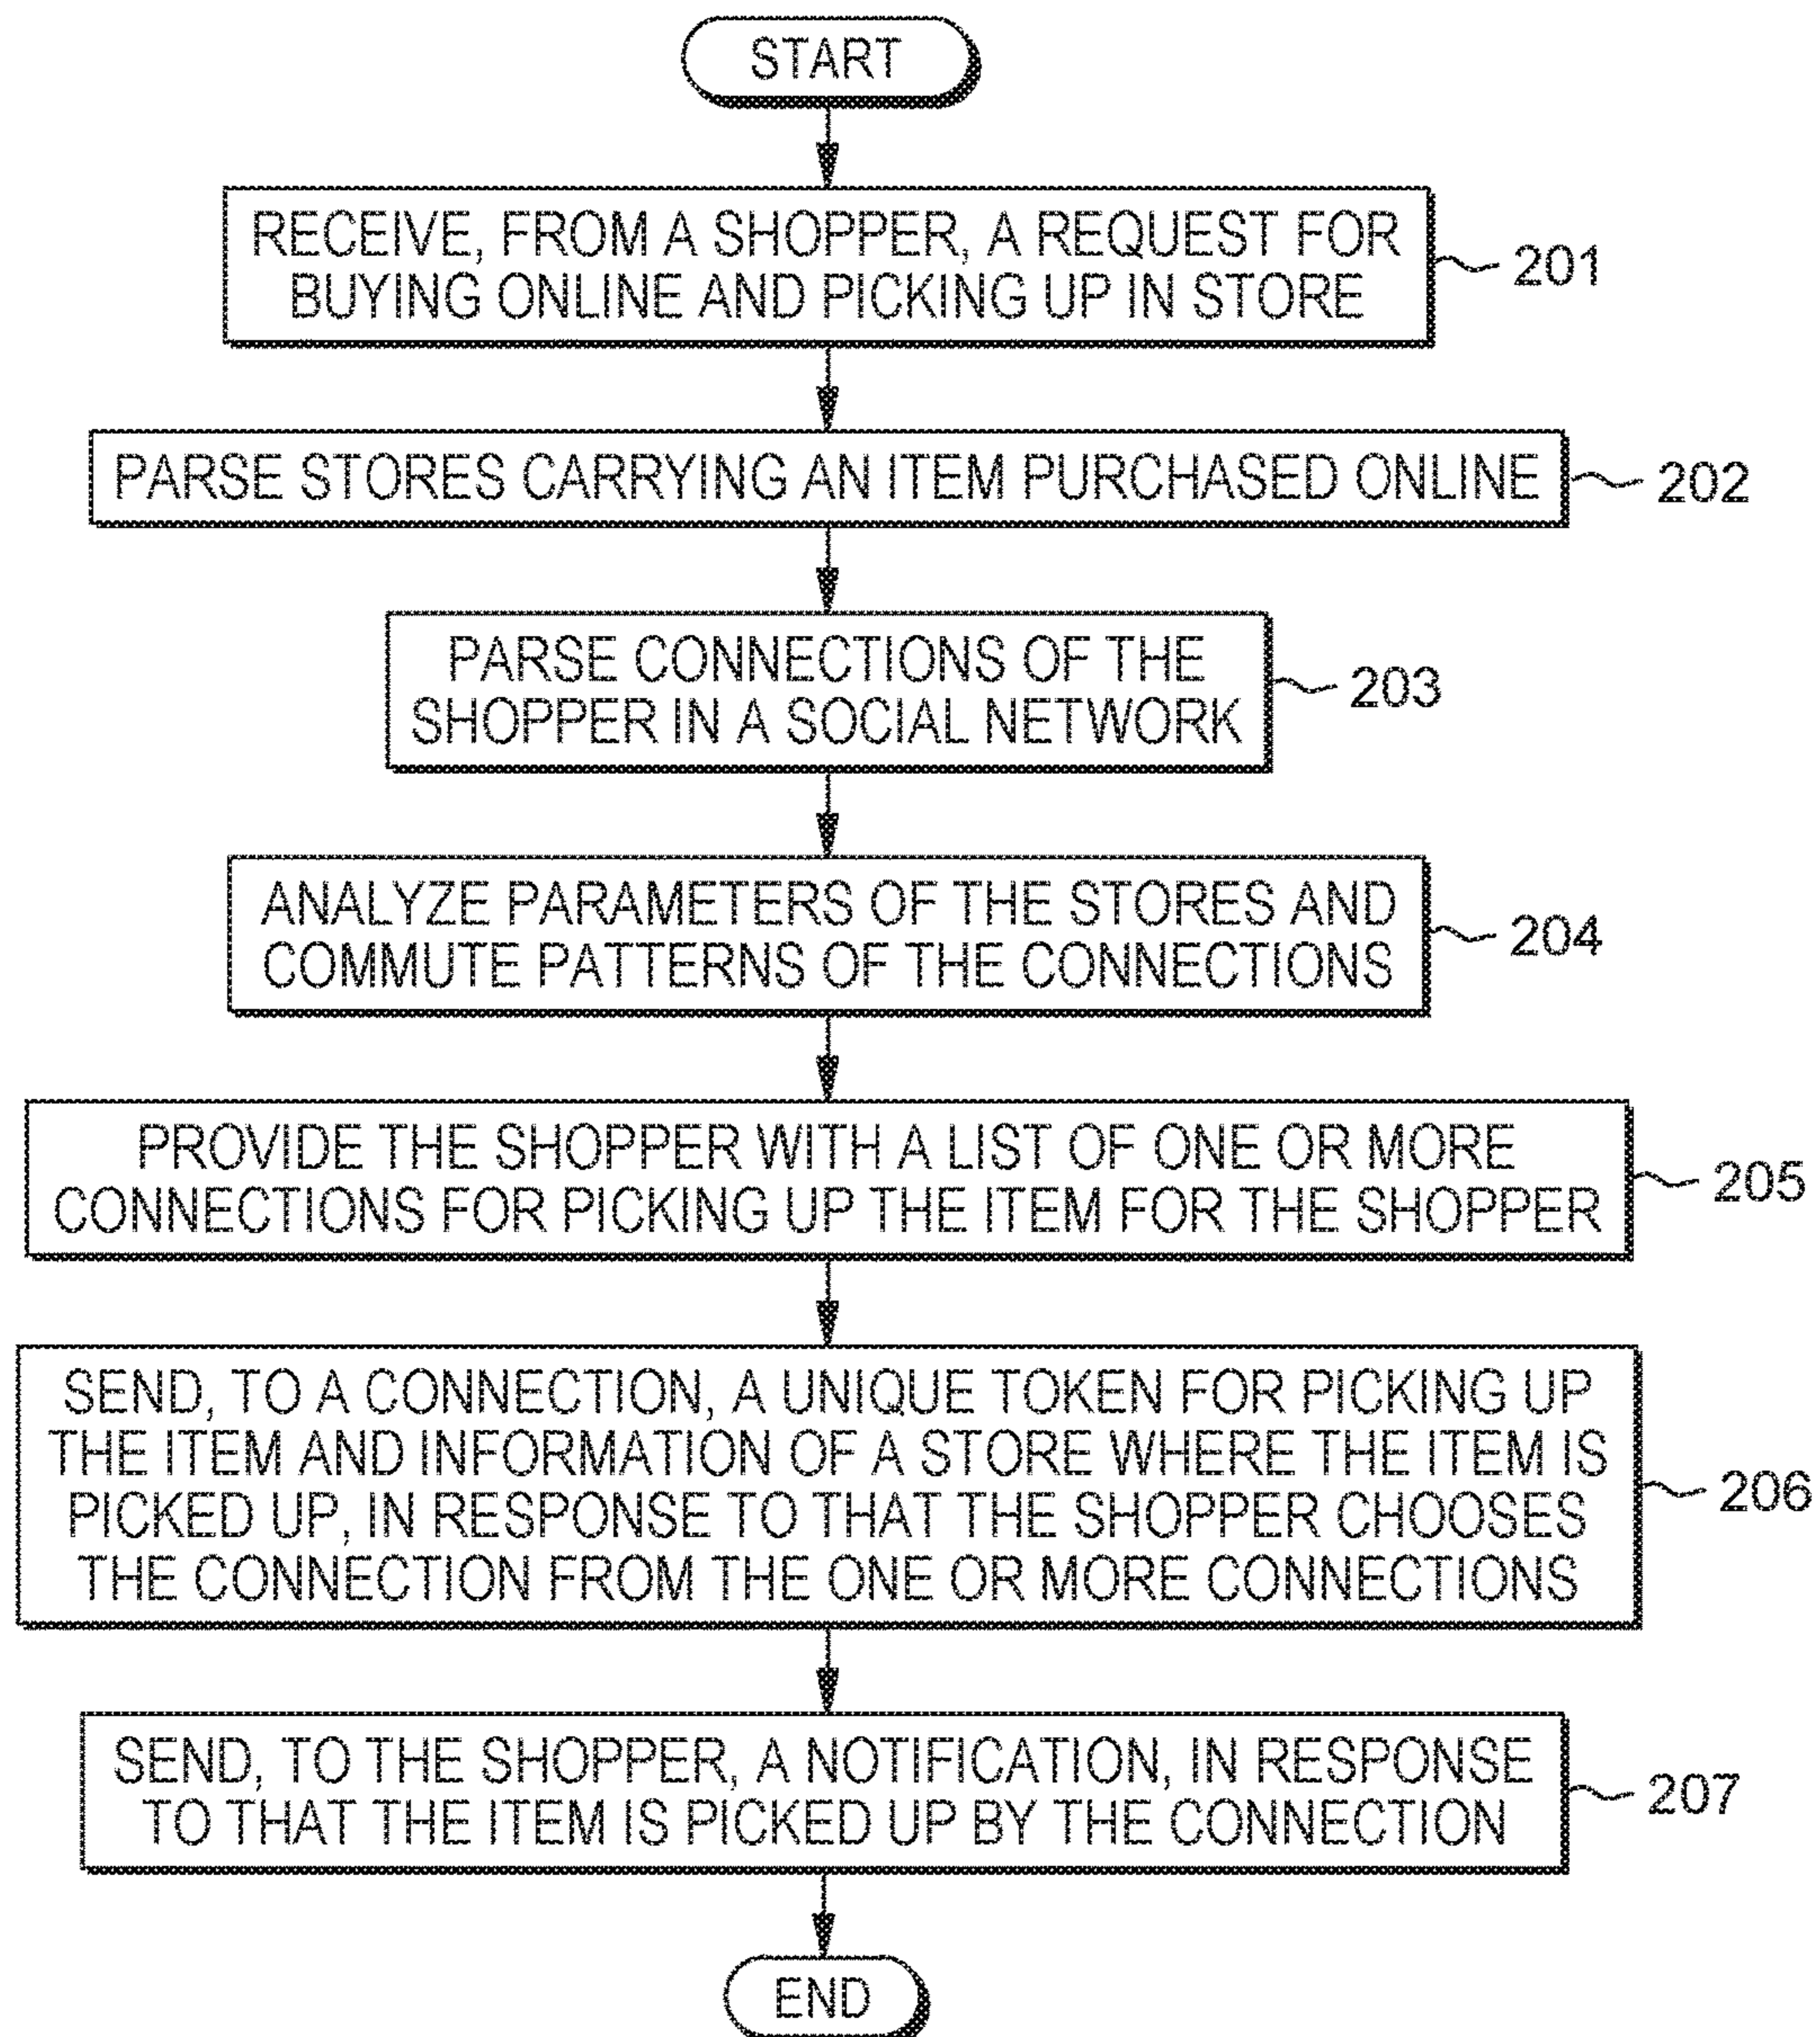 START
RECEIVE, FROM A SHOPPER, A REQUEST FOR
BUYING ONLINE AND PICKING UP IN STORE
201
PARSE STORES CARRYING AN ITEM PURCHASED ONLINE
202
PARSE CONNECTIONS OF THE
SHOPPER IN A SOCIAL NETWORK
203
ANALYZE PARAMETERS OF THE STORES AND
COMMUTE PATTERNS OF THE CONNECTIONS
204
PROVIDE THE SHOPPER WITH A LIST OF ONE OR MORE
CONNECTIONS FOR PICKING UP THE ITEM FOR THE SHOPPER
205
SEND, TO A CONNECTION, A UNIQUE TOKEN FOR PICKING UP
THE ITEM AND INFORMATION OF A STORE WHERE THE ITEM IS
PICKED UP, IN RESPONSE TO THAT THE SHOPPER CHOOSES
THE CONNECTION FROM THE ONE OR MORE CONNECTIONS
206
SEND, TO THE SHOPPER, A NOTIFICATION, IN RESPONSE
TO THAT THE ITEM IS PICKED UP BY THE CONNECTION
207
END